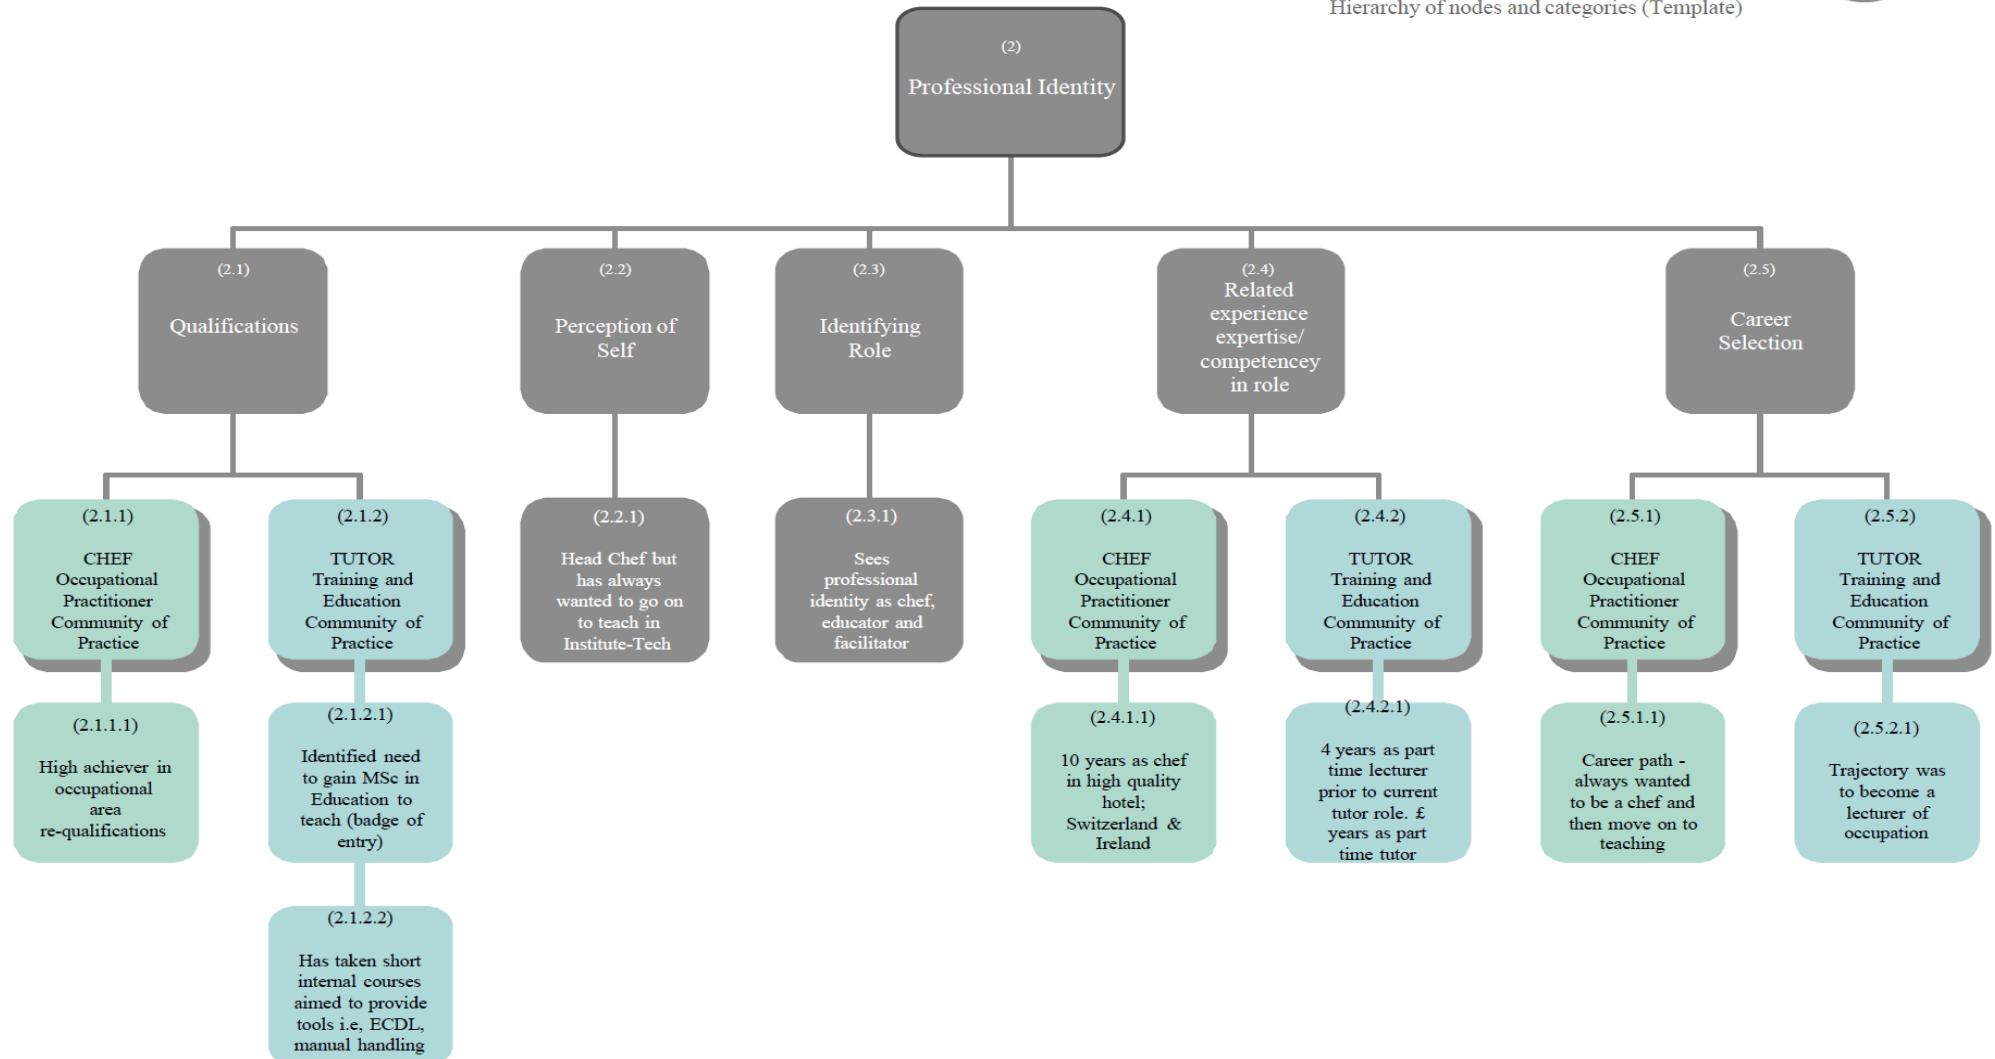 Hierarchy of nodes and categories (Template)
(2)
Professional Identity
(2.1)
Qualifications
(2.2)
Perception of
Self
(2.3)
Identifying
Role
(2.4)
Related
experience
expertise/
competencey
in role
(2.5)
Career
Selection
(2.1.1)
CHEF
Occupational
Practitioner
Community of
Practice
(2.1.2)
TUTOR
Training and
Education
Community of
Practice
(2.2.1)
Head Chef but
has always
wanted to go on
to teach in
Institute-Tech
(2.3.1)
Sees
professional
identity as chef,
educator and
facilitator
(2.4.1)
CHEF
Occupational
Practitioner
Community of
Practice
(2.4.2)
TUTOR
Training and
Education
Community of
Practice
(2.5.1)
CHEF
Occupational
Practitioner
Community of
Practice
(2.5.2)
TUTOR
Training and
Education
Community of
Practice
(2.1.1.1)
High achiever in
occupational
area
re-qualifications
(2.1.2.1)
Identified need
to gain MSc in
Education to
teach (badge of
entry)
(2.4.1.1)
10 years as chef
in high quality
hotel;
Switzerland &
Ireland
(2.4.2.1)
4 years as part
time lecturer
prior to current
tutor role. £
years as part
time tutor
(2.5.1.1)
Career path -
always wanted
to be a chef and
then move on to
teaching
(2.5.2.1)
Trajectory was
to become a
lecturer of
occupation
(2.1.2.2)
Has taken short
internal courses
aimed to provide
tools i.e, ECDL,
manual handling